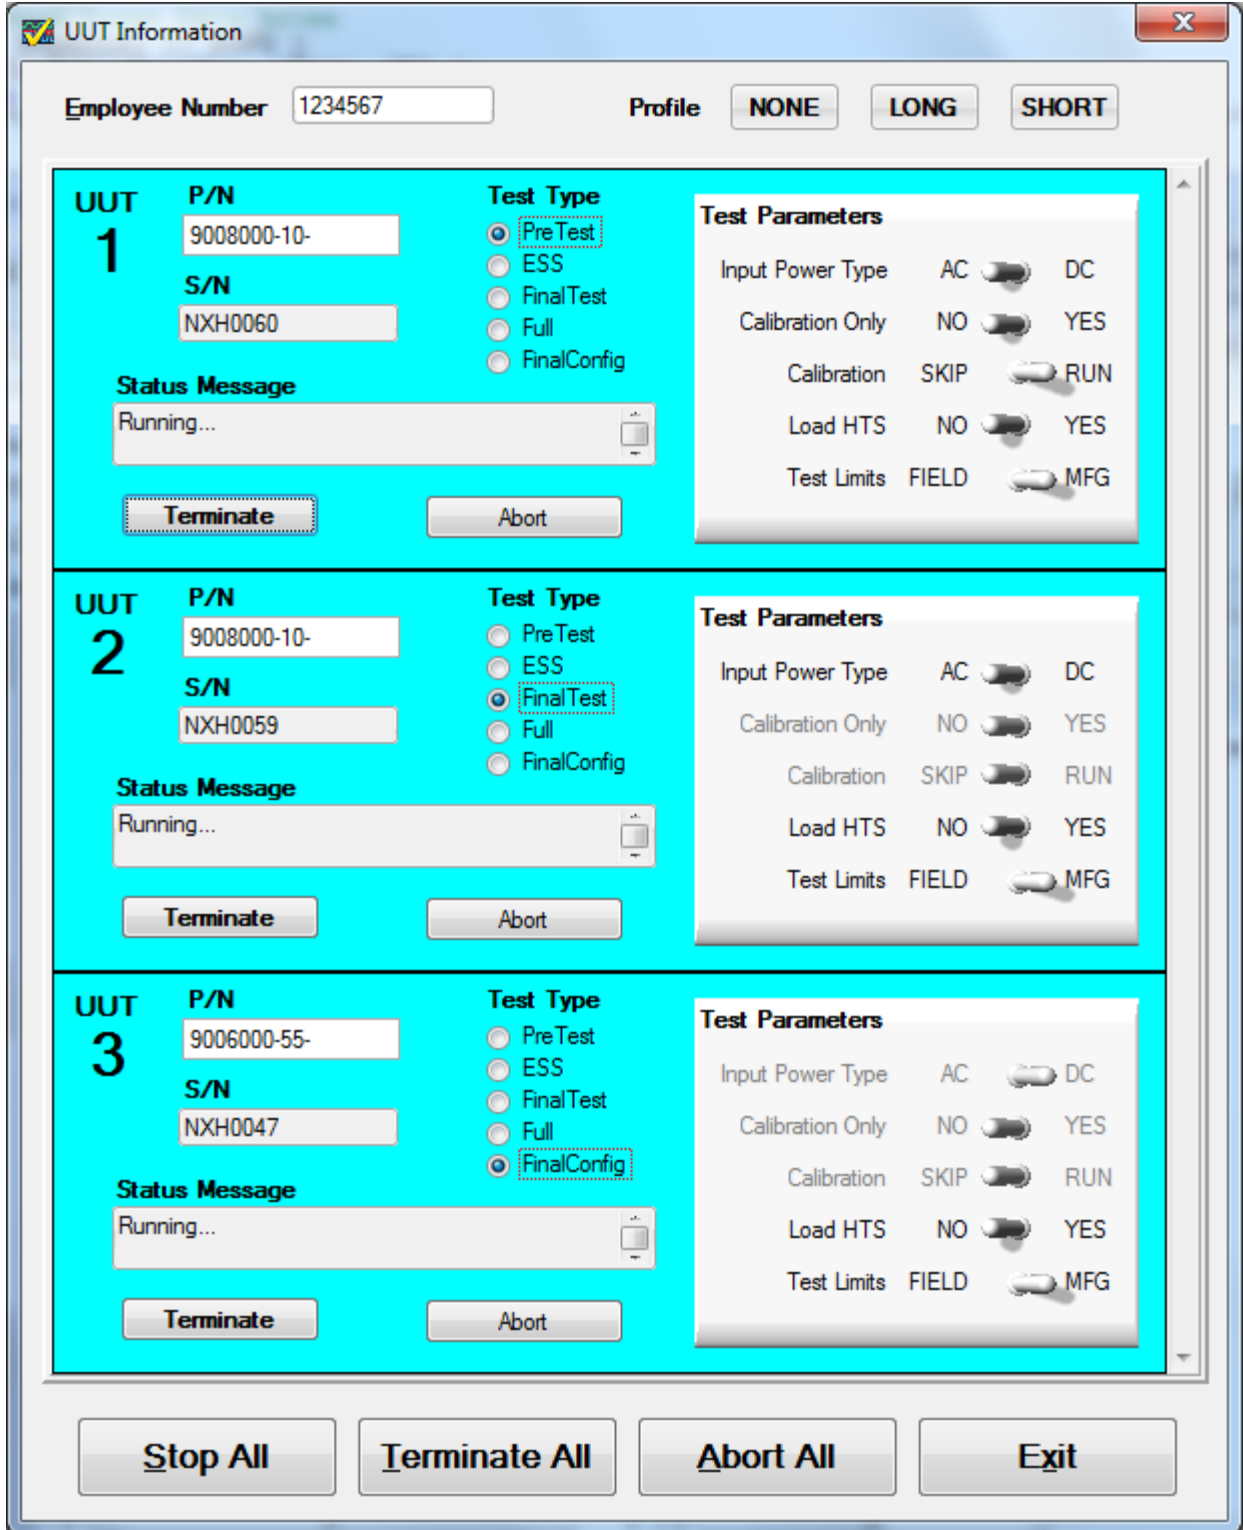 UUT Information
Employee Number 1234567 Profile NONE LONG SHORT
UUT
1
P/N
9008000-10-
S/N
NXH0060
Test Type
PreTest
ESS
FinalTest
Full
FinalConfig
Status Message
Running...
Terminate Abort
Test Parameters
Input Power Type AC DC
Calibration Only NO YES
Calibration SKIP RUN
Load HTS NO YES
Test Limits FIELD MFG
UUT
2
P/N
9008000-10-
S/N
NXH0059
Test Type
PreTest
ESS
FinalTest
Full
FinalConfig
Status Message
Running...
Terminate Abort
Test Parameters
Input Power Type AC DC
Calibration Only NO YES
Calibration SKIP RUN
Load HTS NO YES
Test Limits FIELD MFG
UUT
3
P/N
9006000-55-
S/N
NXH0047
Test Type
PreTest
ESS
FinalTest
Full
FinalConfig
Status Message
Running...
Terminate Abort
Test Parameters
Input Power Type AC DC
Calibration Only NO YES
Calibration SKIP RUN
Load HTS NO YES
Test Limits FIELD MFG
Stop All Terminate All Abort All Exit